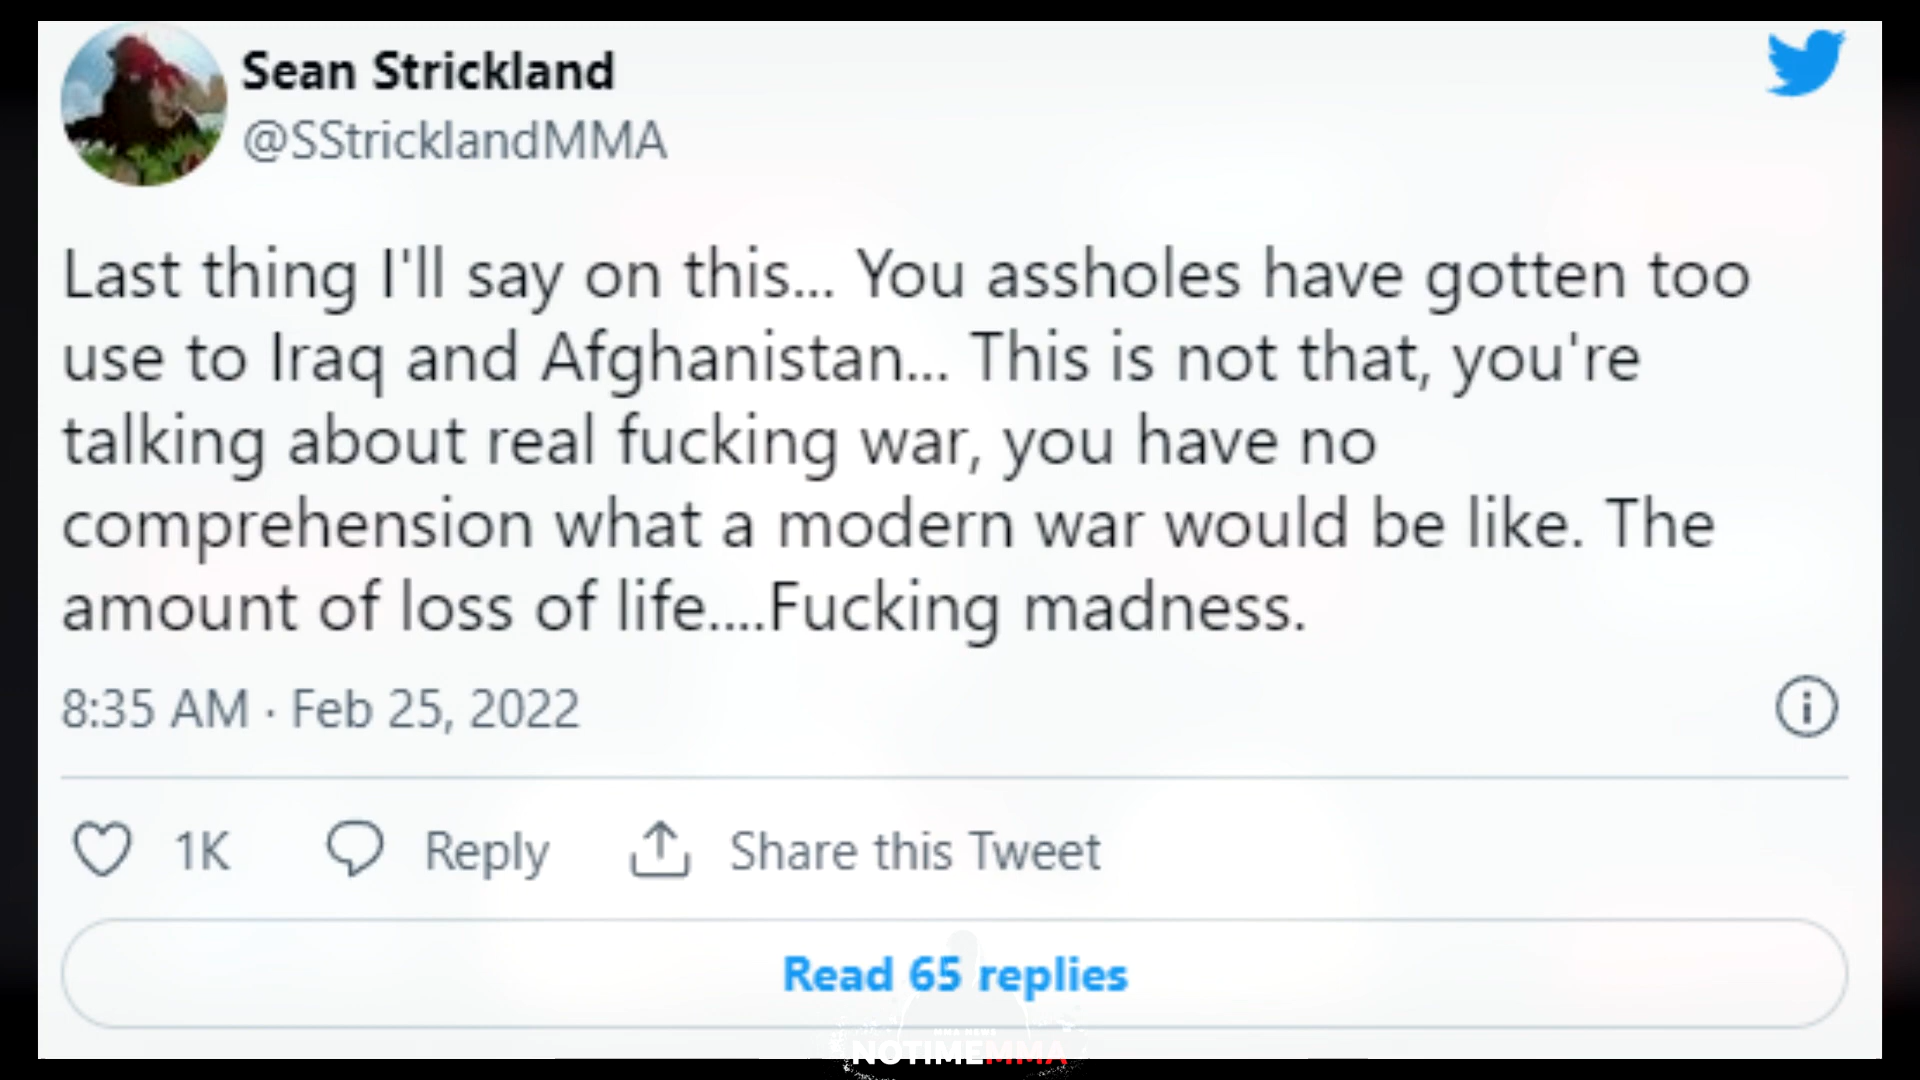 Sean Strickland
@SStricklandMMA
Last thing I'll say on this... You assholes have gotten too
use to Iraq and Afghanistan... This is not that, you're
talking about real fucking war, you have no
comprehension what a modern war would be like. The
amount of loss of life....Fucking madness.
8:35 AM · Feb 25, 2022
1K Reply Share this Tweet
Read 65 replies
MMA NEWS
NOTIMEMMA